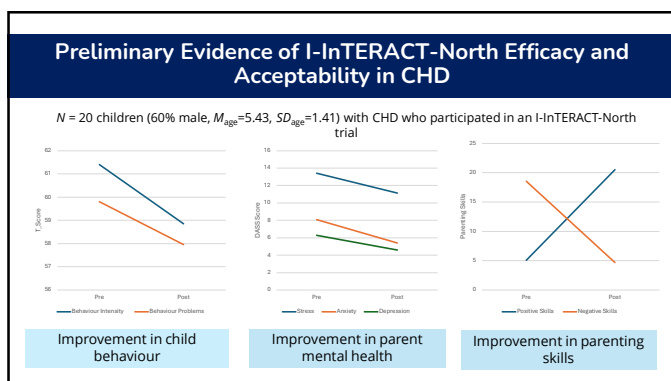 Preliminary Evidence of I-InTERACT-North Efficacy and
Acceptability in CHD
N = 20 children (60% male, Mage=5.43, SDage=1.41) with CHD who participated in an I-InTERACT-North
trial
62
61
60
59
58
57
56
T_Score
Pre
Post
Behaviour Intensity
Behaviour Problems
16
14
12
10
8
6
4
2
0
DASS Score
Pre
Post
Stress
Anxiety
Depression
25
20
15
10
5
0
Parenting Skills
Pre
Post
Positive Skills
Negative Skills
Improvement in child
behaviour
Improvement in parent
mental health
Improvement in parenting
skills